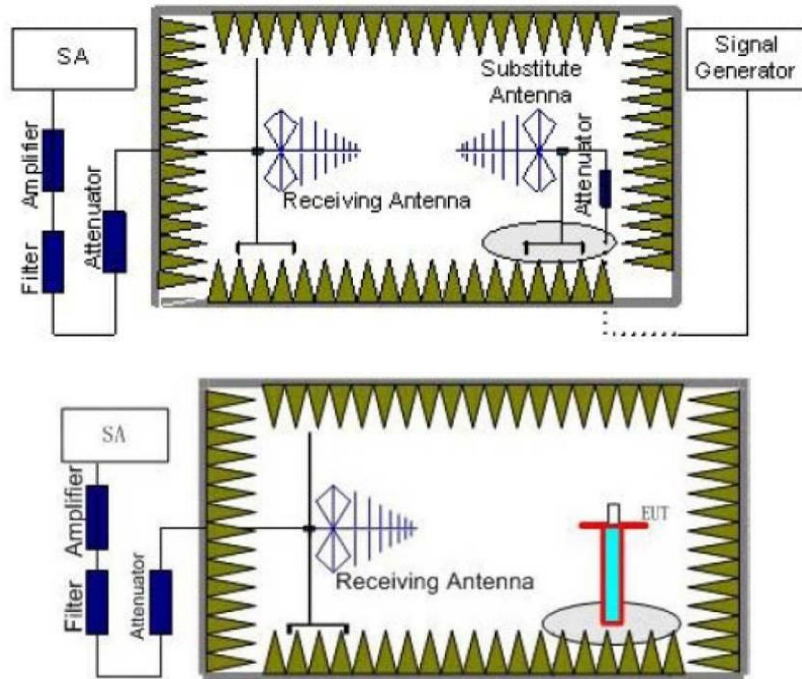 SA
Signal
Generator
Substitute
Antenna
Amplifier
Attenuator
Attenuator
Receiving Antenna
Filter
SA
Amplifier
EUT
Receiving Antenna
Filter
Attenuator